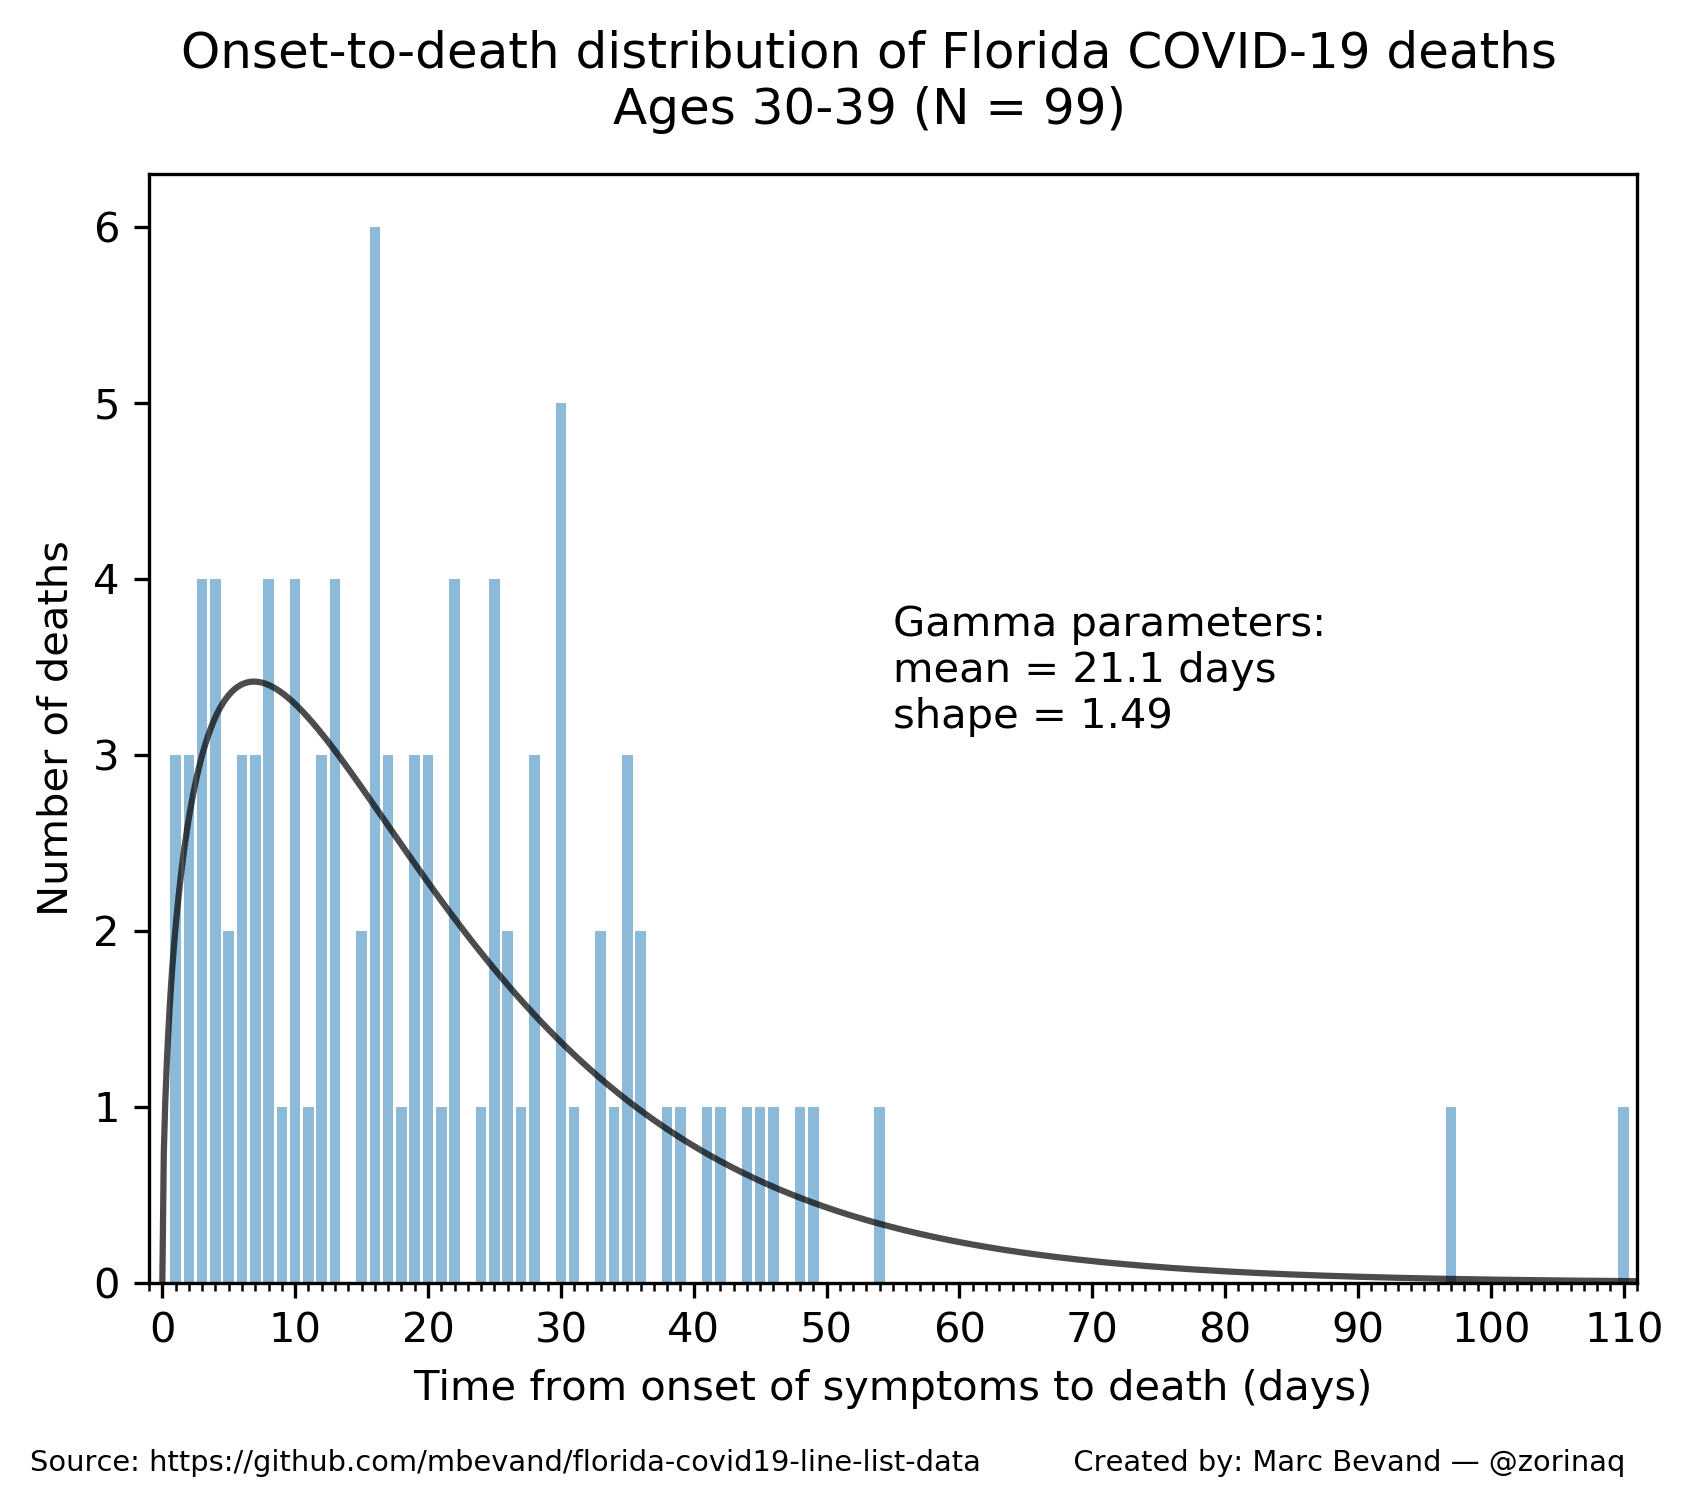 Onset-to-death distribution of Florida COVID-19 deaths
Ages 30-39 (N = 99)
Number of deaths
6
5
4
3
2
1
0
Gamma parameters:
mean = 21.1 days
shape = 1.49
0 10 20 30 40 50 60 70 80 90 100 110
Time from onset of symptoms to death (days)
Source: https://github.com/mbevand/florida-covid19-line-list-data Created by: Marc Bevand — @zorinaq